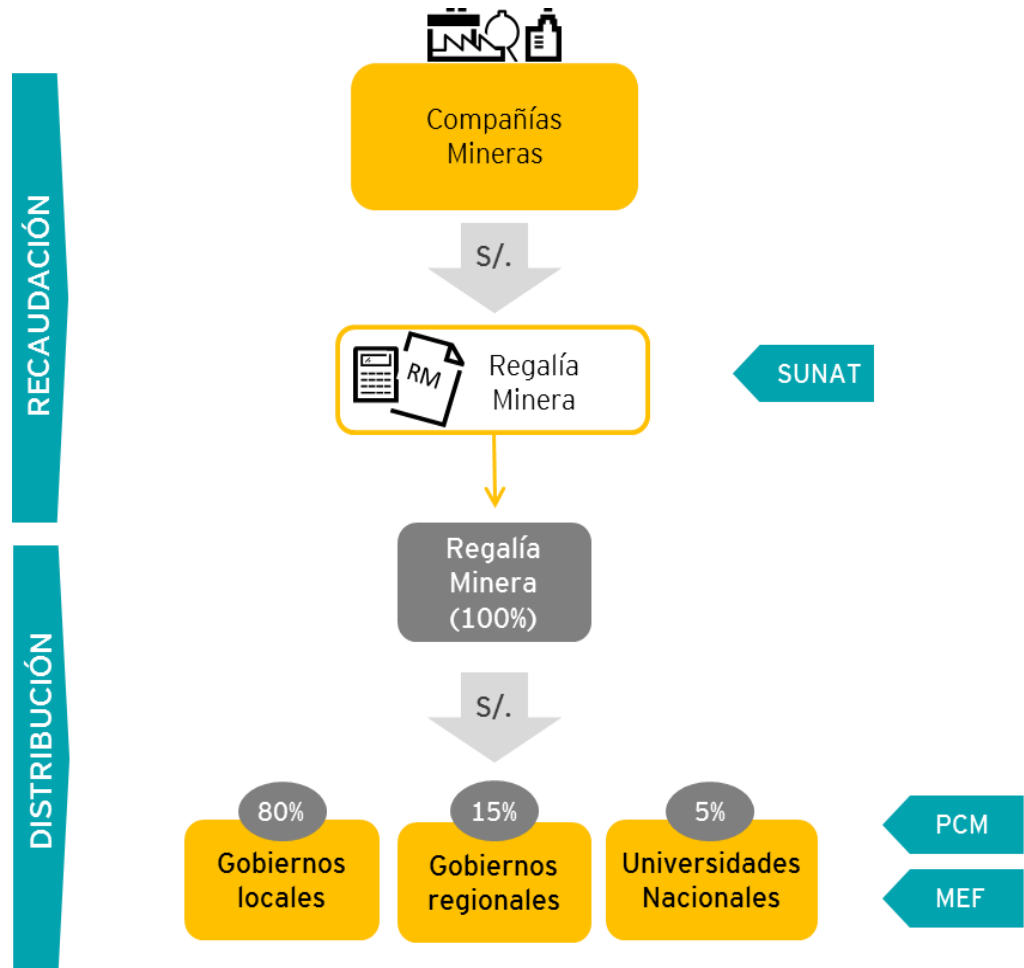 Compañías
Mineras
RECAUDACIÓN
S/.
RM
Regalía
Minera
SUNAT
Regalía
Minera
(100%)
DISTRIBUCIÓN
S/.
80%
15%
5%
Gobiernos
locales
Gobiernos
regionales
Universidades
Nacionales
PCM
MEF